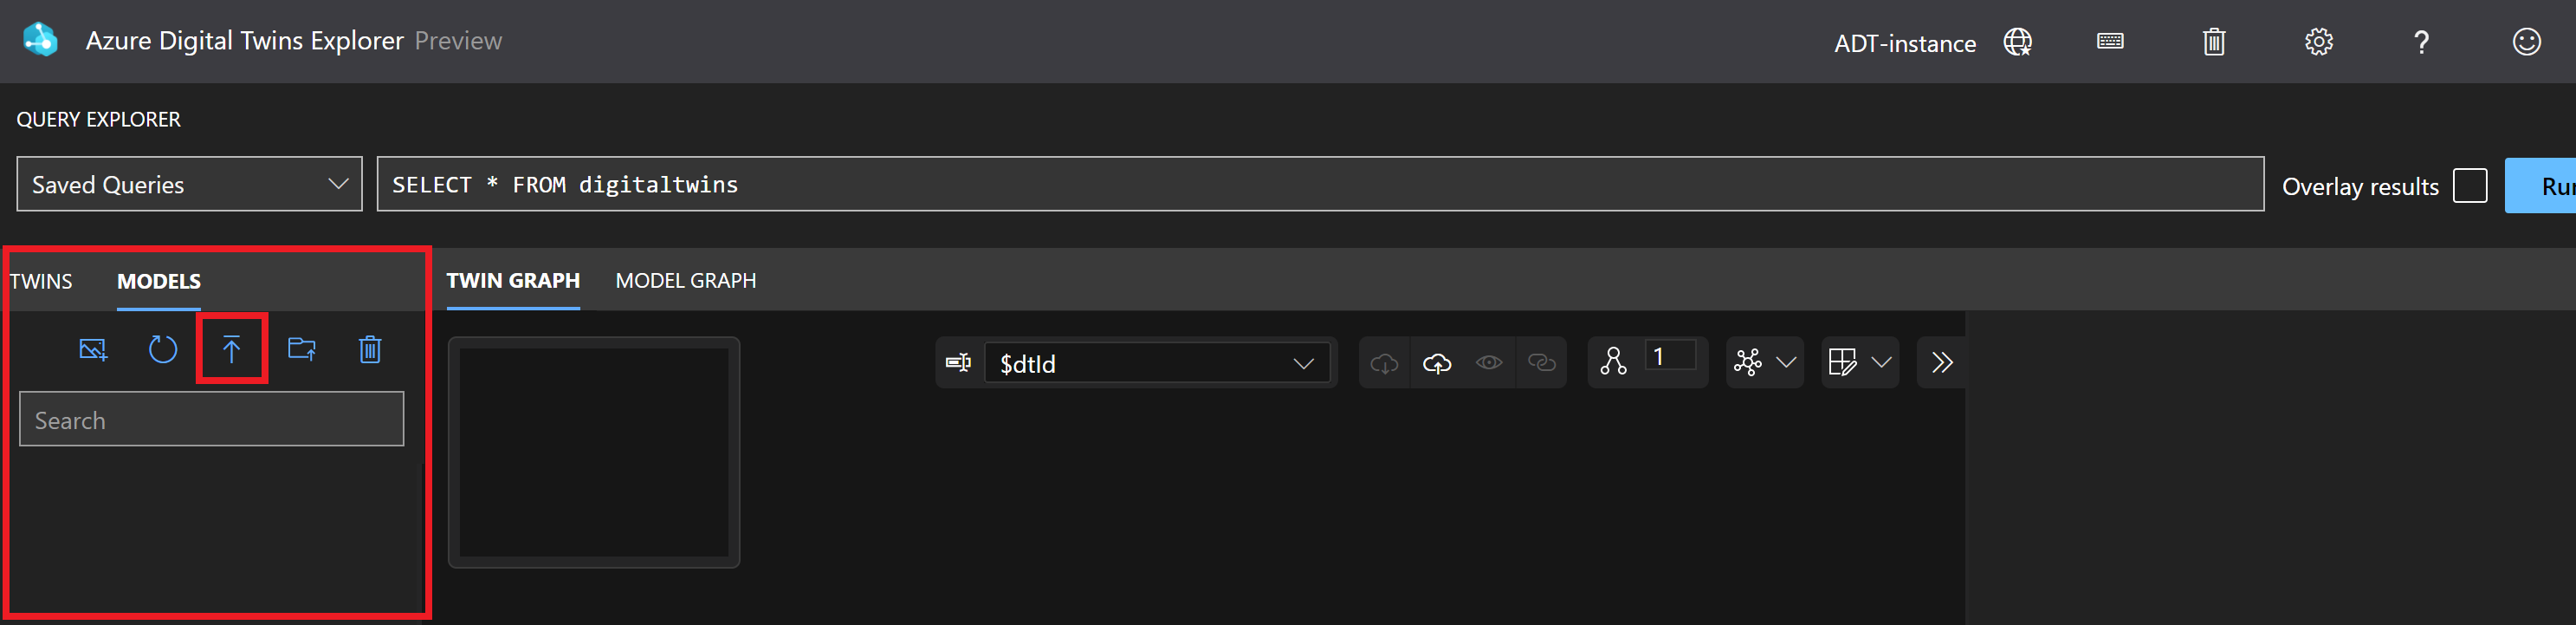 Azure Digital Twins Explorer Preview
ADT-instance
?
QUERY EXPLORER
Saved Queries
SELECT * FROM digitaltwins
Overlay results
Run
TWINS
MODELS
TWIN GRAPH
MODEL GRAPH
$dtId
1
Search